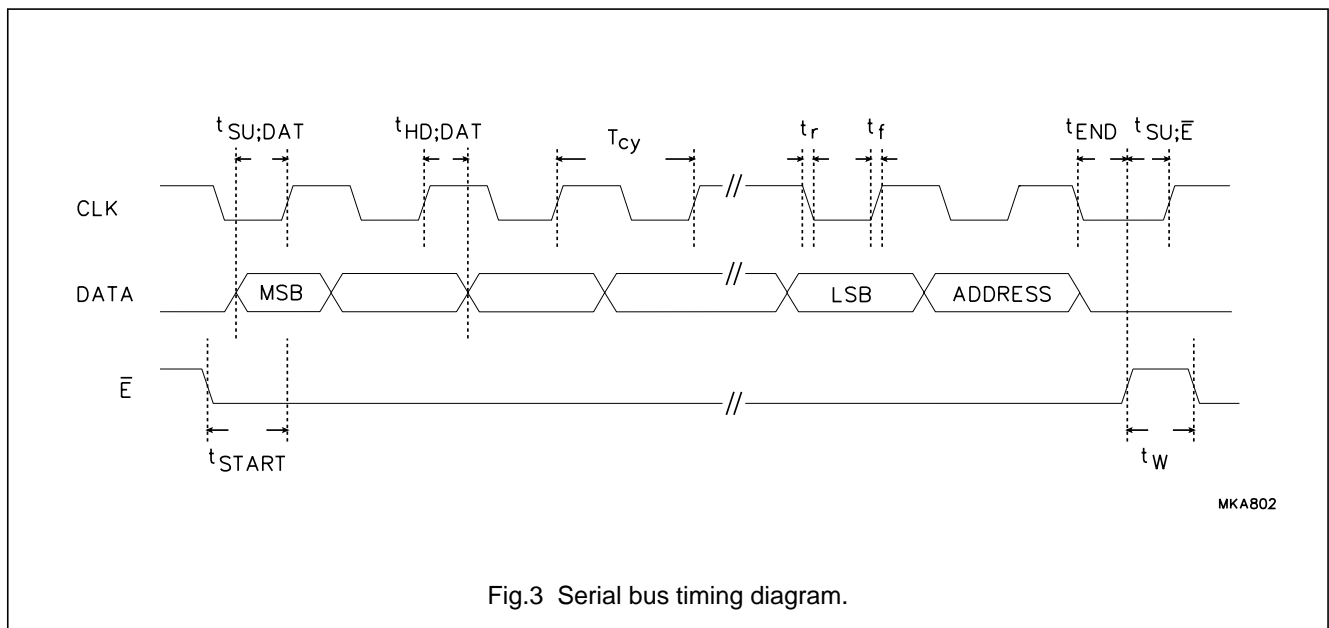 tSU;DAT tHD;DAT Tcy tr tf tEND tSU;E̅
CLK
DATA MSB LSB ADDRESS
E̅
tSTART tW
MKA802
Fig.3 Serial bus timing diagram.